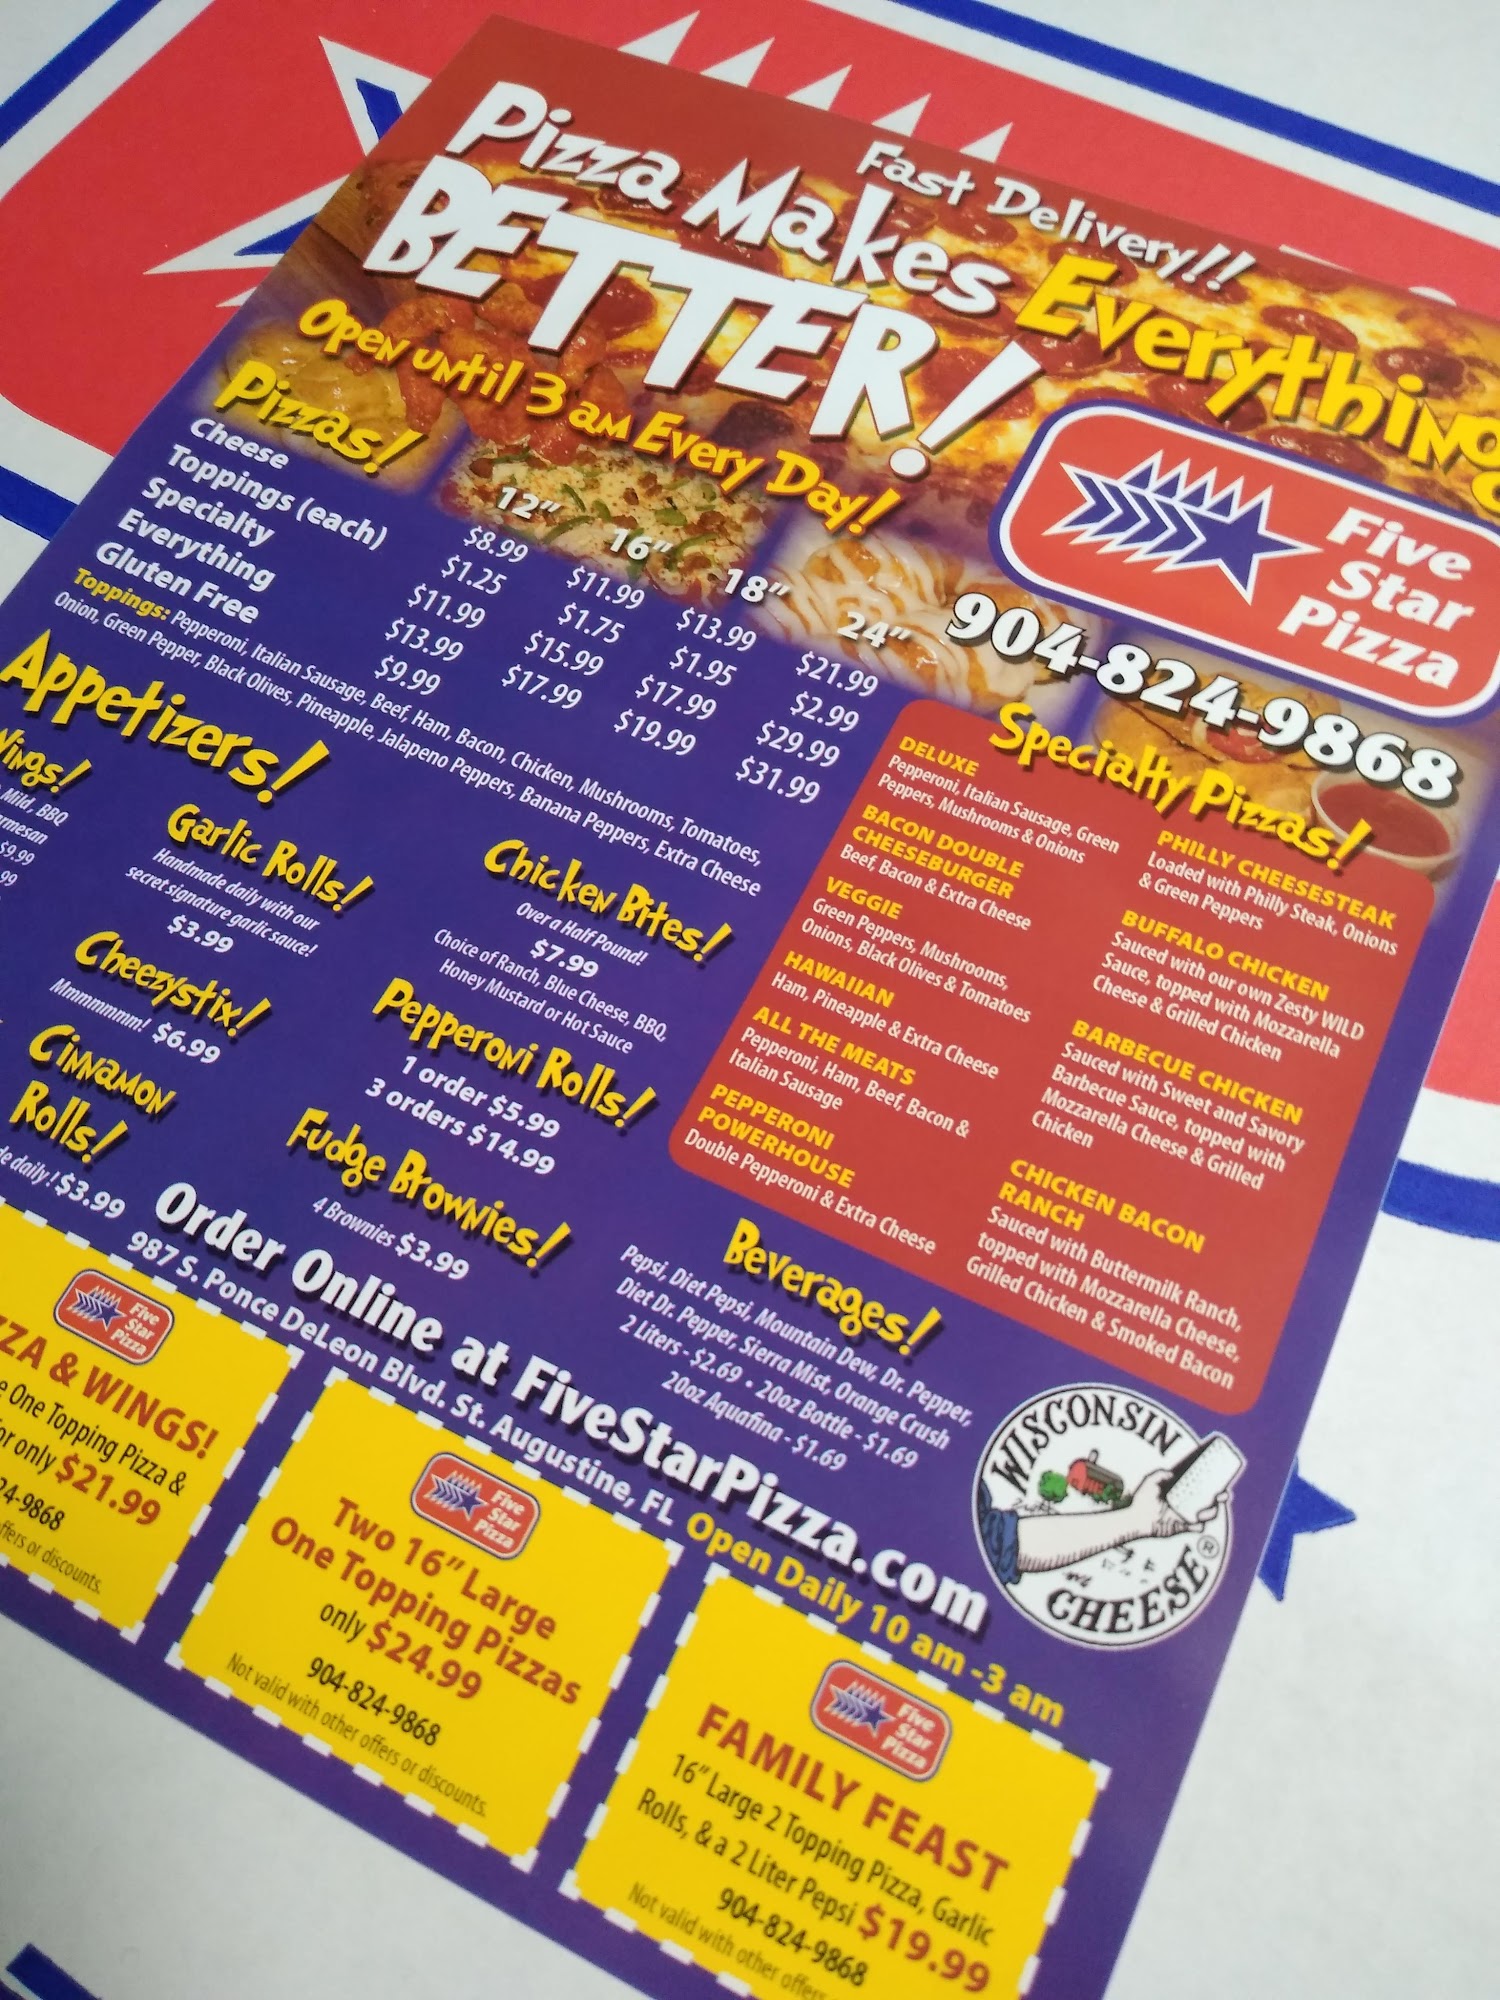 Fast Delivery!!
Pizza Makes Everything
BETTER!
Open until 3 am Every Day!
Five
Star
Pizza
904-824-9868
Pizzas!
12" 16" 18" 24"
Cheese $8.99 $11.99 $13.99 $21.99
Toppings (each) $1.25 $1.75 $1.95 $2.99
Specialty $11.99 $15.99 $17.99 $29.99
Everything $13.99 $17.99 $19.99 $31.99
Gluten Free $9.99
Toppings: Pepperoni, Italian Sausage, Beef, Ham, Bacon, Chicken, Mushrooms, Tomatoes,
Onion, Green Pepper, Black Olives, Pineapple, Jalapeno Peppers, Banana Peppers, Extra Cheese
Appetizers!
Wings!
Mild, BBQ
$9.99
Garlic Rolls!
Handmade daily with our
secret signature garlic sauce!
$3.99
Cheezystix!
Mmmmmmm! $6.99
Cinnamon
Rolls!
daily! $3.99
Chicken Bites!
Over a Half Pound!
$7.99
Choice of Ranch, Blue Cheese, BBQ,
Honey Mustard or Hot Sauce
Pepperoni Rolls!
1 order $5.99
3 orders $14.99
Fudge Brownies!
4 Brownies $3.99
Specialty Pizzas!
DELUXE
Pepperoni, Italian Sausage, Green
Peppers, Mushrooms & Onions
BACON DOUBLE
CHEESEBURGER
Beef, Bacon & Extra Cheese
VEGGIE
Green Peppers, Mushrooms,
Onions, Black Olives & Tomatoes
HAWAIIAN
Ham, Pineapple & Extra Cheese
ALL THE MEATS
Pepperoni, Ham, Beef, Bacon &
Italian Sausage
PEPPERONI
POWERHOUSE
Double Pepperoni & Extra Cheese
PHILLY CHEESESTEAK
Loaded with Philly Steak, Onions
& Green Peppers
BUFFALO CHICKEN
Sauced with our own Zesty WILD
Sauce, topped with Mozzarella
Cheese & Grilled Chicken
BARBECUE CHICKEN
Sauced with Sweet and Savory
Barbecue Sauce, topped with
Mozzarella Cheese & Grilled
Chicken
CHICKEN BACON
RANCH
Sauced with Buttermilk Ranch,
topped with Mozzarella Cheese,
Grilled Chicken & Smoked Bacon
Beverages!
Pepsi, Diet Pepsi, Mountain Dew, Dr. Pepper,
Diet Dr. Pepper, Sierra Mist, Orange Crush
2 Liters - $2.69 • 20oz Bottle - $1.69
20oz Aquafina - $1.69
WISCONSIN
CHEESE®
Order Online at FiveStarPizza.com
987 S. Ponce DeLeon Blvd. St. Augustine, FL Open Daily 10 am -3 am
Five
Star
Pizza
& WINGS!
One Topping Pizza &
for only $21.99
24-9868
offers or discounts.
Five
Star
Pizza
Two 16" Large
One Topping Pizzas
only $24.99
904-824-9868
Not valid with other offers or discounts.
Five
Star
Pizza
FAMILY FEAST
16" Large 2 Topping Pizza, Garlic
Rolls, & a 2 Liter Pepsi $19.99
904-824-9868
Not valid with other offers